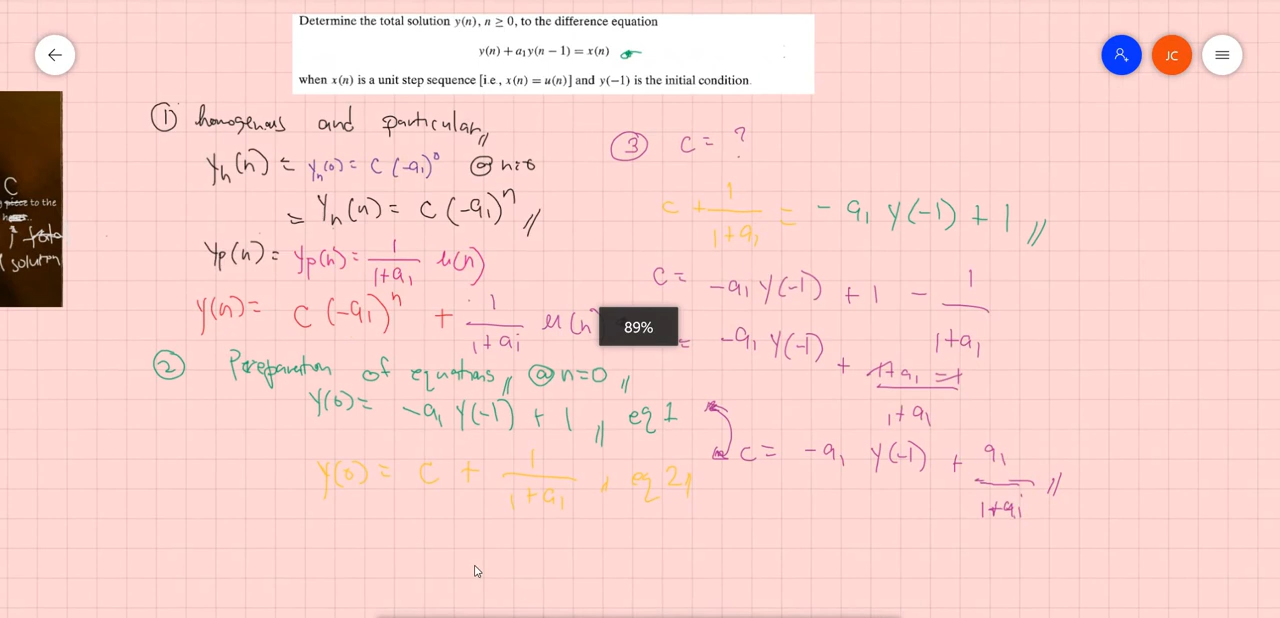 Determine the total solution y(n), n ≥ 0, to the difference equation
y(n) + a₁y(n − 1) = x(n)
when x(n) is a unit step sequence [i.e., x(n) = u(n)] and y(−1) is the initial condition.
JC
① homogenous and particular,,
yh(n) = yh(0) = C (-a₁)⁰ @ n=0
= Yh(n) = C (-a₁)ⁿ //
yp(n) = yp(n) = 1/(1+a₁) u(n)
y(n) = C (-a₁)ⁿ + 1/(1+a₁) u(n)
② Preparation of equations,, @ n=0 ,,
y(0) = -a₁ y(-1) + 1 ,, eq 1
y(0) = C + 1/(1+a₁) , eq 2,,
③ C = ?
C + 1/(1+a₁) = - a₁ y(-1) + 1 //
C = -a₁ y(-1) + 1 - 1/(1+a₁)
= -a₁ y(-1) + (1+a₁-1)/(1+a₁)
C = -a₁ y(-1) + a₁/(1+a₁) //
89%
C
piece to the
solution